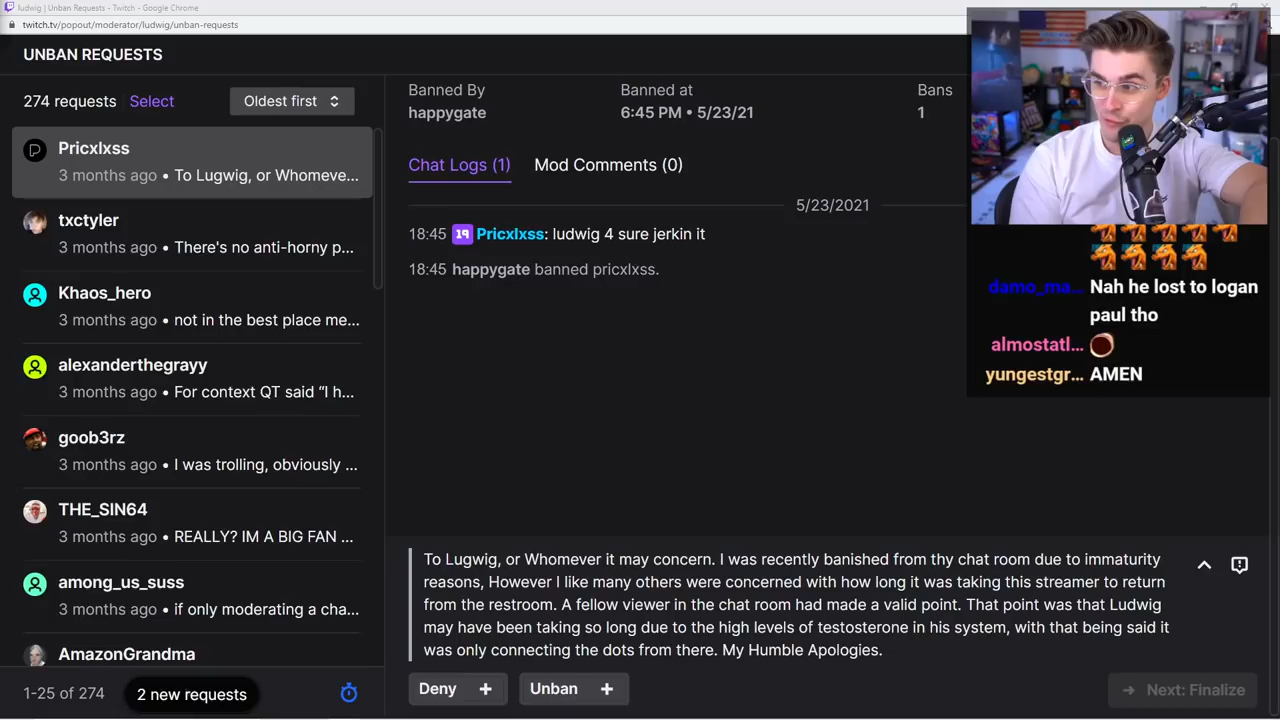 ludwig | Unban Requests - Twitch - Google Chrome
twitch.tv/popout/moderator/ludwig/unban-requests
UNBAN REQUESTS
274 requests Select Oldest first
Pricxlxss
3 months ago • To Lugwig, or Whomeve...
txctyler
3 months ago • There's no anti-horny p...
Khaos_hero
3 months ago • not in the best place me...
alexanderthegrayy
3 months ago • For context QT said “I h...
goob3rz
3 months ago • I was trolling, obviously ...
THE_SIN64
3 months ago • REALLY? IM A BIG FAN ...
among_us_suss
3 months ago • if only moderating a cha...
AmazonGrandma
1-25 of 274 2 new requests
Banned By Banned at Bans
happygate 6:45 PM • 5/23/21 1
Chat Logs (1) Mod Comments (0)
5/23/2021
18:45 19 Pricxlxss: ludwig 4 sure jerkin it
18:45 happygate banned pricxlxss.
To Lugwig, or Whomever it may concern. I was recently banished from thy chat room due to immaturity
reasons, However I like many others were concerned with how long it was taking this streamer to return
from the restroom. A fellow viewer in the chat room had made a valid point. That point was that Ludwig
may have been taking so long due to the high levels of testosterone in his system, with that being said it
was only connecting the dots from there. My Humble Apologies.
Deny + Unban + → Next: Finalize
damo_ma... Nah he lost to logan
paul tho
almostatl...
yungestgr... AMEN